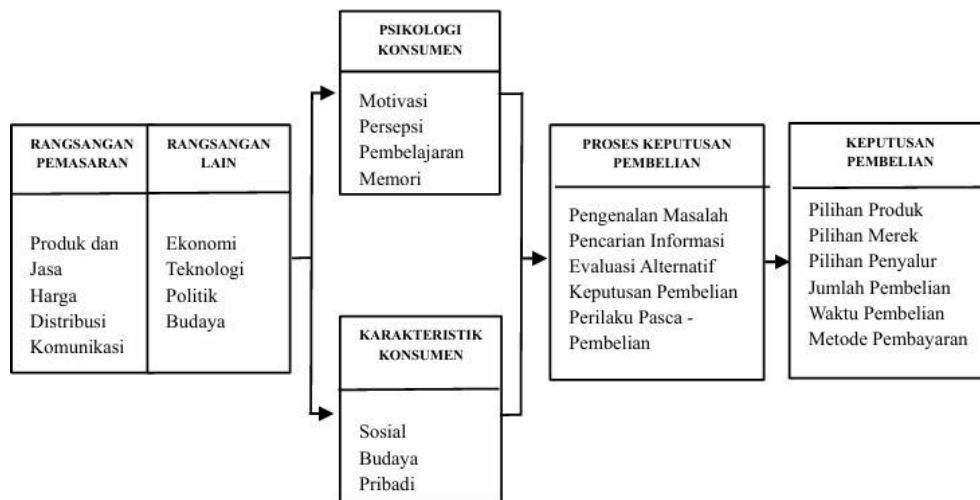 RANGSANGAN
PEMASARAN
Produk dan
Jasa
Harga
Distribusi
Komunikasi
RANGSANGAN
LAIN
Ekonomi
Teknologi
Politik
Budaya
PSIKOLOGI
KONSUMEN
Motivasi
Persepsi
Pembelajaran
Memori
KARAKTERISTIK
KONSUMEN
Sosial
Budaya
Pribadi
PROSES KEPUTUSAN
PEMBELIAN
Pengenalan Masalah
Pencarian Informasi
Evaluasi Alternatif
Keputusan Pembelian
Perilaku Pasca -
Pembelian
KEPUTUSAN
PEMBELIAN
Pilihan Produk
Pilihan Merek
Pilihan Penyalur
Jumlah Pembelian
Waktu Pembelian
Metode Pembayaran